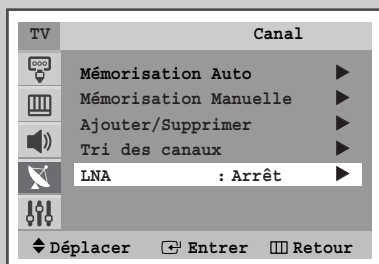 TV Canal
Mémorisation Auto
Mémorisation Manuelle
Ajouter/Supprimer
Tri des canaux
LNA : Arrêt
Déplacer Entrer Retour